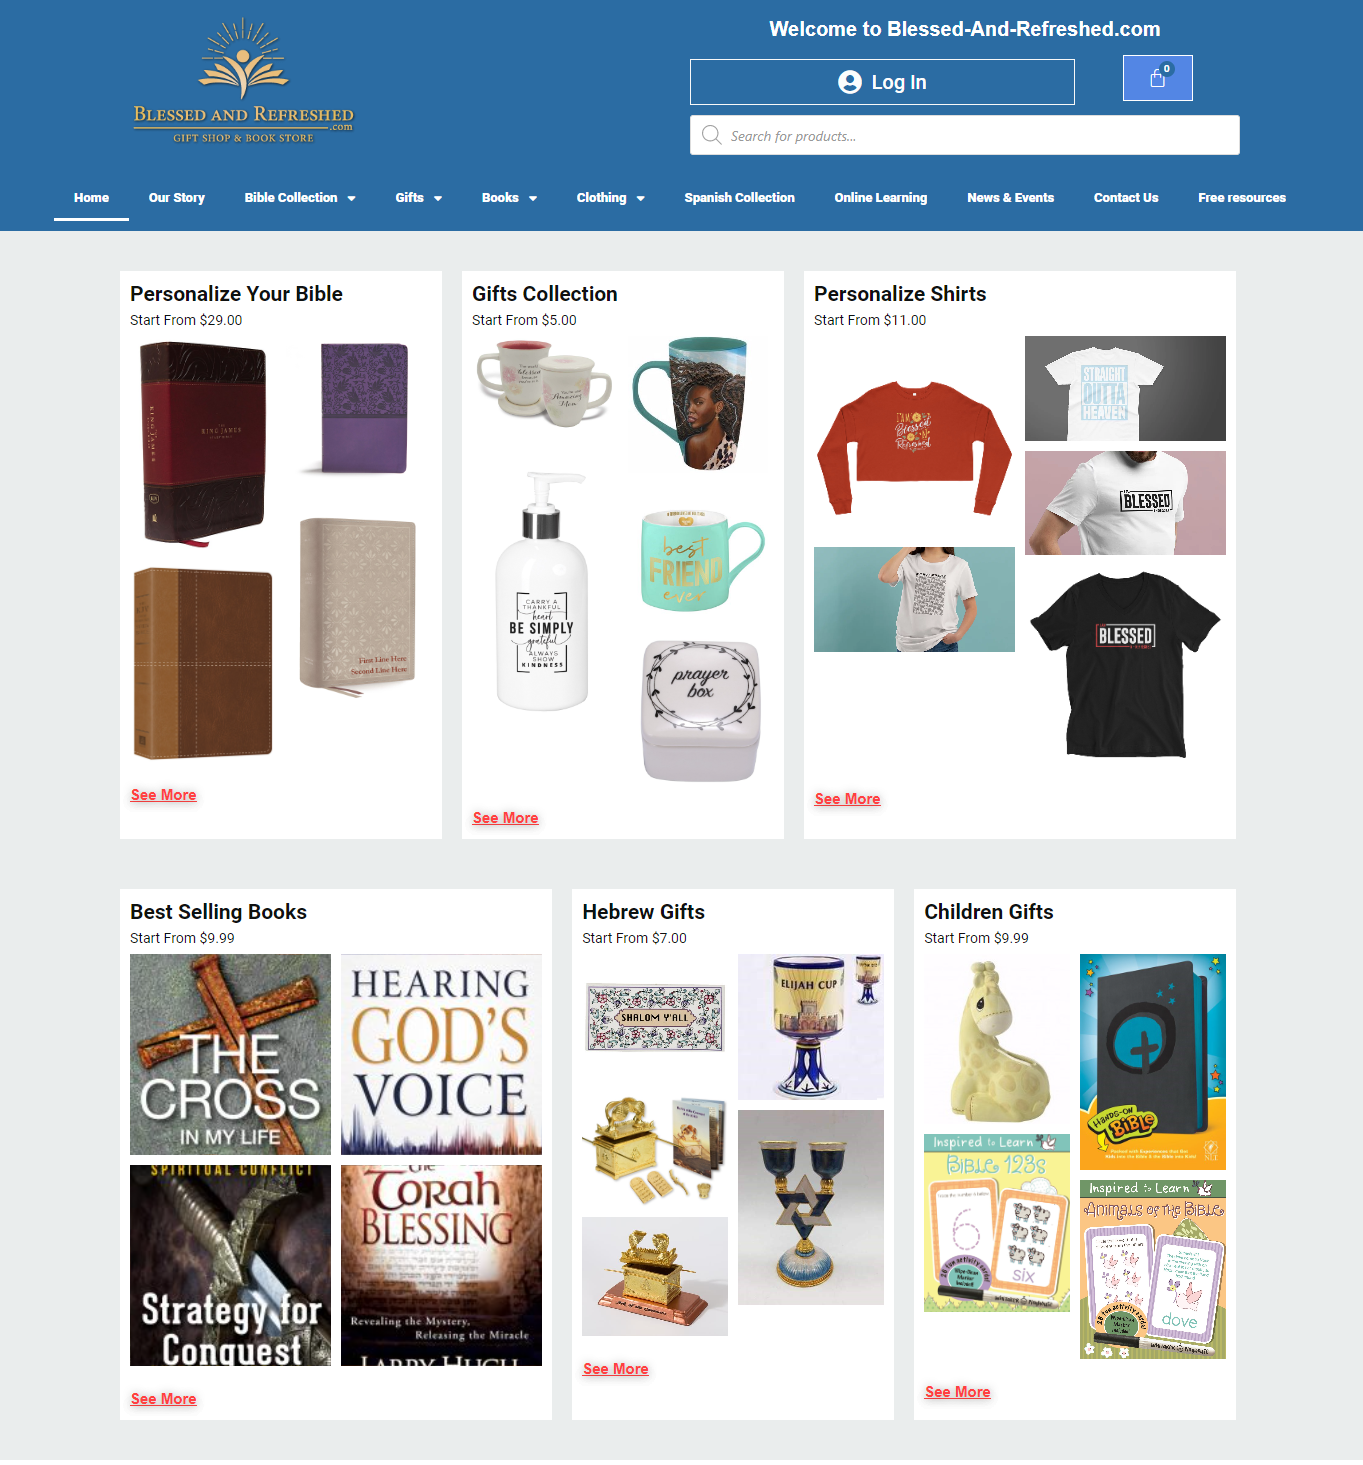 BLESSED AND REFRESHED
.com
GIFT SHOP & BOOK STORE
Welcome to Blessed-And-Refreshed.com
Log In
0
Search for products...
Home
Our Story
Bible Collection
Gifts
Books
Clothing
Spanish Collection
Online Learning
News & Events
Contact Us
Free resources
Personalize Your Bible
Start From $29.00
KING JAMES
First Line Here
Second Line Here
See More
Gifts Collection
Start From $5.00
Amazing
Mom
CARRY A
THANKFUL
heart
BE SIMPLY
grateful
ALWAYS
SHOW
KINDNESS
best
FRIEND
ever
prayer
box
See More
Personalize Shirts
Start From $11.00
I AM
Blessed
Refreshed
STRAIGHT
OUTTA
HEAVEN
BLESSED
BLESSED
See More
Best Selling Books
Start From $9.99
THE
CROSS
IN MY LIFE
HEARING
GOD'S
VOICE
SPIRITUAL CONFLICT
Strategy for
Conquest
The
Torah
BLESSING
Revealing the Mystery,
Releasing the Miracle
LARRY HUCH
See More
Hebrew Gifts
Start From $7.00
SHALOM Y'ALL
ELIJAH CUP
See More
Children Gifts
Start From $9.99
HANDS-ON
BIBLE
Inspired to Learn
BIBLE 123s
6
six
Inspired to Learn
ANIMALS OF THE BIBLE
dove
See More